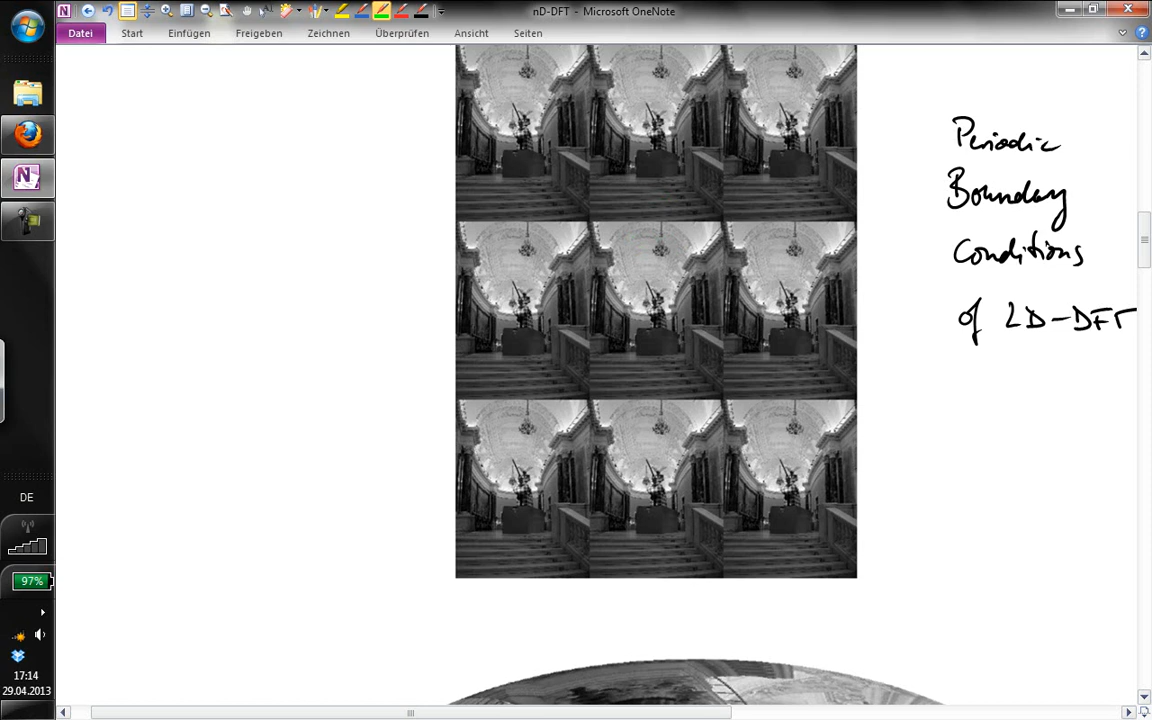 nD-DFT - Microsoft OneNote
Datei Start Einfügen Freigeben Zeichnen Überprüfen Ansicht Seiten
Periodic
Boundary
Conditions
of 2D-DFT
DE
97%
17:14
29.04.2013